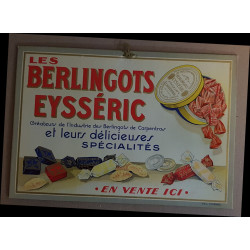 LES
BERLINGOTS
EYSSÉRIC
Créateurs de l'Industrie des Berlingots de Carpentras
et leurs délicieuses
SPÉCIALITÉS
• EN VENTE ICI •